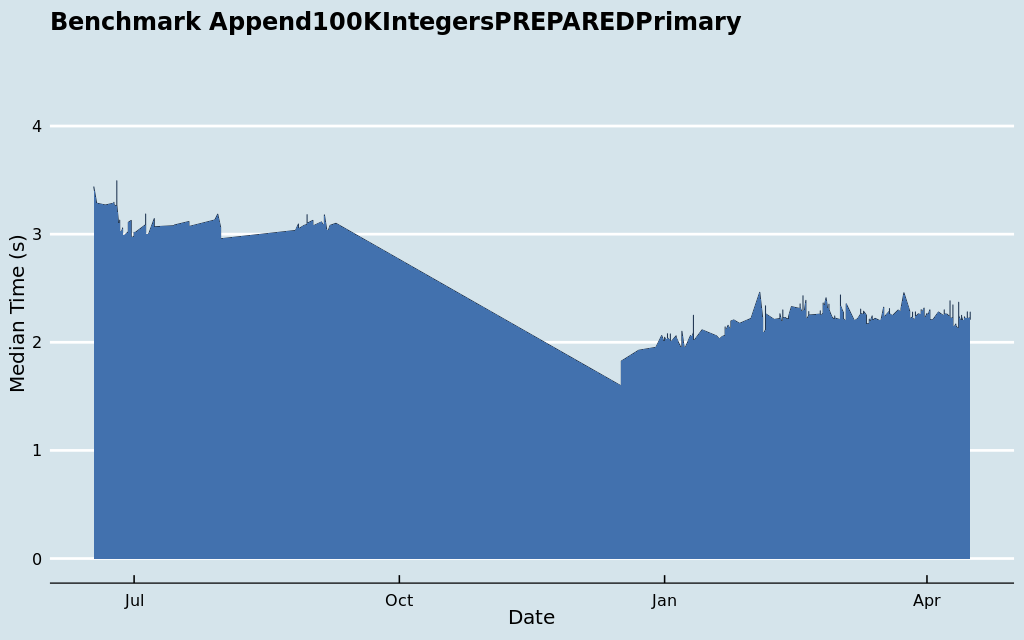 Benchmark Append100KIntegersPREPAREDPrimary
Median Time (s)
4
3
2
1
0
Jul
Oct
Jan
Apr
Date